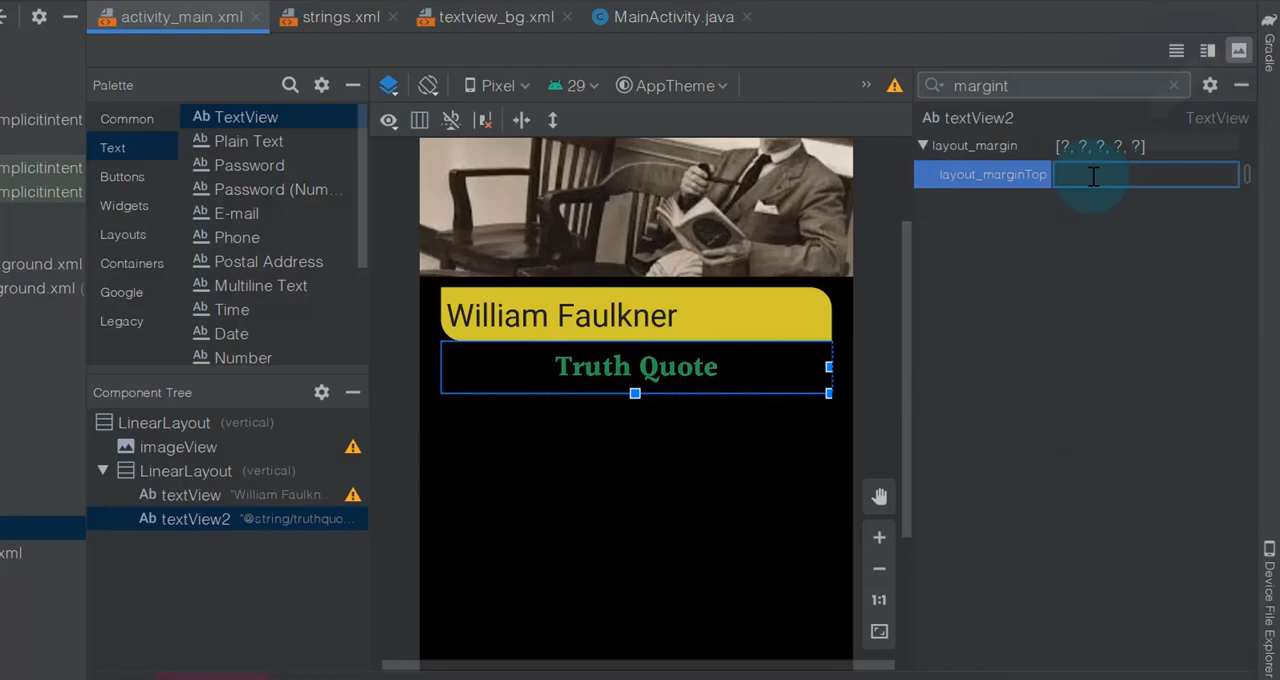 activity_main.xml
strings.xml
textview_bg.xml
MainActivity.java
Gradle
Palette
Pixel
29
AppTheme
margint
mplicitintent
mplicitintent
mplicitintent
ground.xml
ground.xml (
.xml
Common
Text
Buttons
Widgets
Layouts
Containers
Google
Legacy
Ab TextView
Ab Plain Text
Ab Password
Ab Password (Num...
Ab E-mail
Ab Phone
Ab Postal Address
Ab Multiline Text
Ab Time
Ab Date
Ab Number
William Faulkner
Truth Quote
Ab textView2
TextView
layout_margin
[?, ?, ?, ?, ?]
layout_marginTop
Component Tree
LinearLayout (vertical)
imageView
LinearLayout (vertical)
Ab textView "William Faulkn...
Ab textView2 "@string/truthquo...
1:1
Device File Explorer